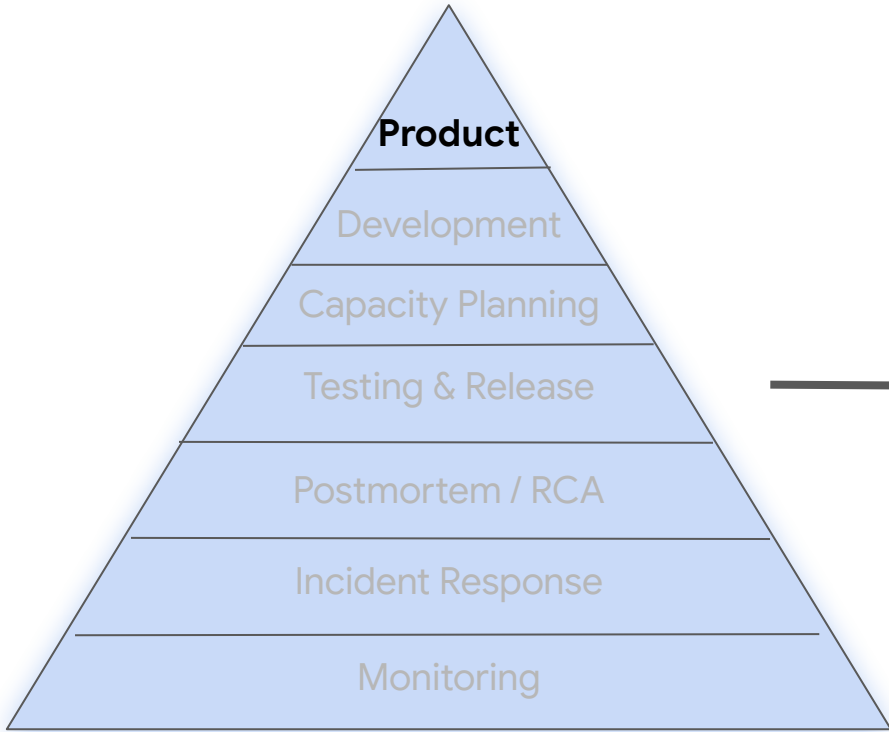 Product
Development
Capacity Planning
Testing & Release
Postmortem / RCA
Incident Response
Monitoring